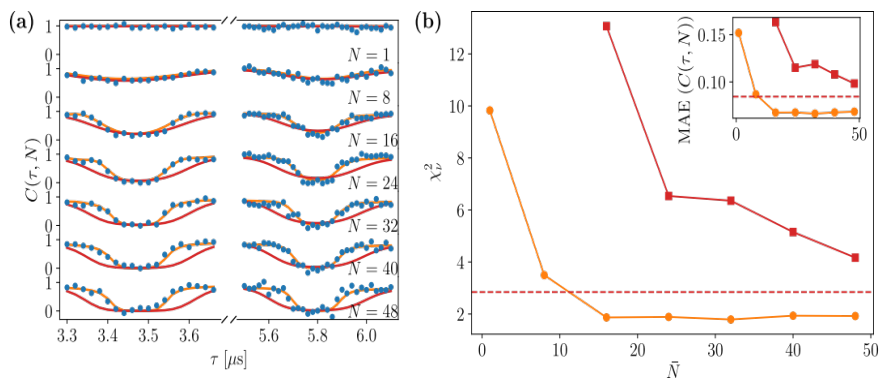 (a)
C(τ, N)
1
0
1
0
1
0
1
0
1
0
1
0
1
0
N = 1
N = 8
N = 16
N = 24
N = 32
N = 40
N = 48
3.3 3.4 3.5 3.6 5.6 5.8 6.0
τ [μs]
(b)
χ²ᵥ
12
10
8
6
4
2
0 10 20 30 40 50
N̄
MAE (C(τ, N))
0.15
0.10
0 50